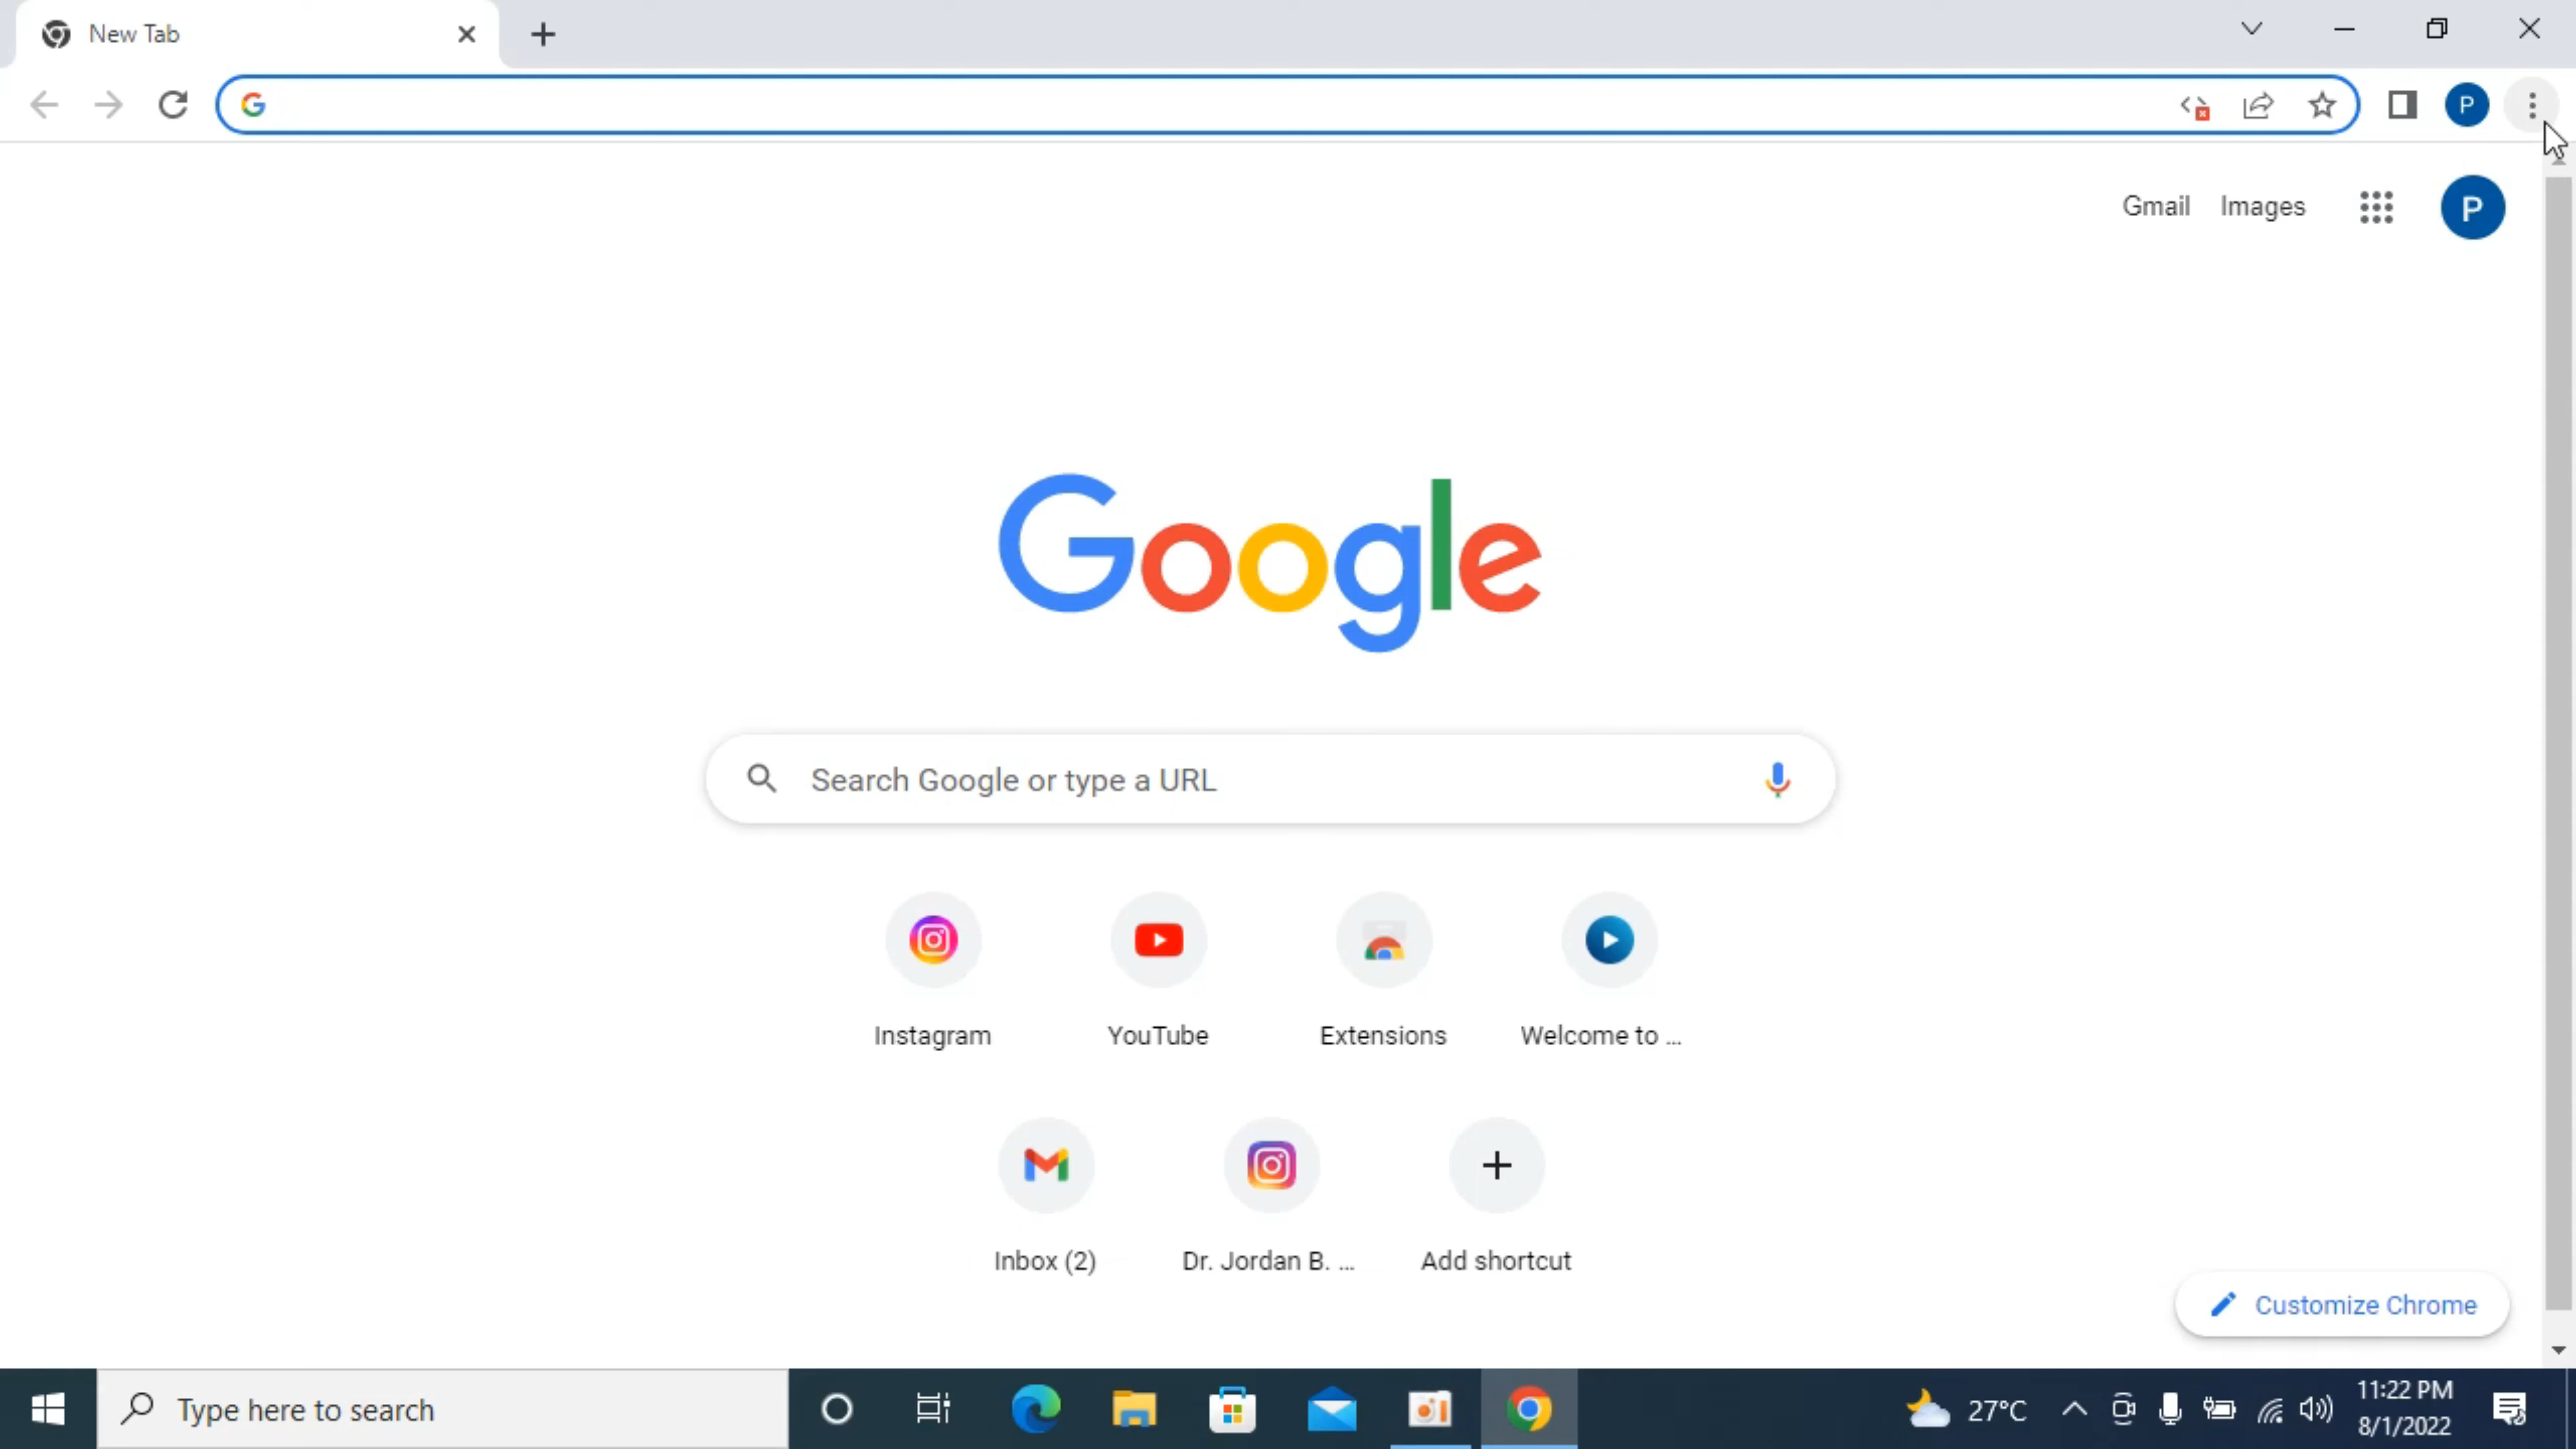 New Tab
P
Gmail Images P
Google
Search Google or type a URL
Instagram YouTube Extensions Welcome to ...
Inbox (2) Dr. Jordan B. ... Add shortcut
Customize Chrome
Type here to search 27°C 11:22 PM
8/1/2022